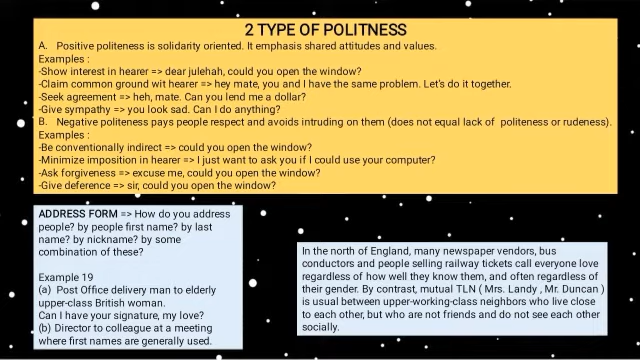 2 TYPE OF POLITNESS
A. Positive politeness is solidarity oriented. It emphasis shared attitudes and values.
Examples :
-Show interest in hearer => dear julehah, could you open the window?
-Claim common ground wit hearer => hey mate, you and I have the same problem. Let's do it together.
-Seek agreement => heh, mate. Can you lend me a dollar?
-Give sympathy => you look sad. Can I do anything?
B. Negative politeness pays people respect and avoids intruding on them (does not equal lack of politeness or rudeness).
Examples :
-Be conventionally indirect => could you open the window?
-Minimize imposition in hearer => I just want to ask you if I could use your computer?
-Ask forgiveness => excuse me, could you open the window?
-Give deference => sir, could you open the window?
ADDRESS FORM => How do you address
people? by people first name? by last
name? by nickname? by some
combination of these?
Example 19
(a) Post Office delivery man to elderly
upper-class British woman.
Can I have your signature, my love?
(b) Director to colleague at a meeting
where first names are generally used.
In the north of England, many newspaper vendors, bus
conductors and people selling railway tickets call everyone love
regardless of how well they know them, and often regardless of
their gender. By contrast, mutual TLN ( Mrs. Landy , Mr. Duncan )
is usual between upper-working-class neighbors who live close
to each other, but who are not friends and do not see each other
socially.